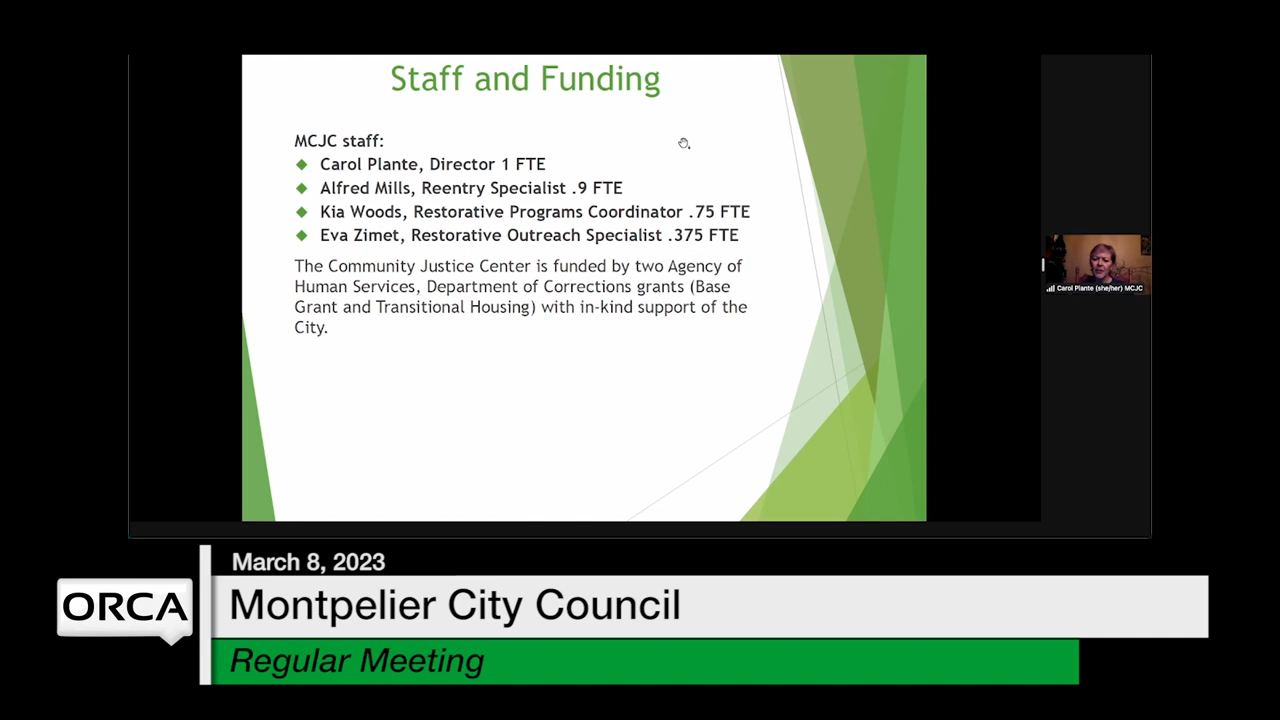 Staff and Funding
MCJC staff:
Carol Plante, Director 1 FTE
Alfred Mills, Reentry Specialist .9 FTE
Kia Woods, Restorative Programs Coordinator .75 FTE
Eva Zimet, Restorative Outreach Specialist .375 FTE
The Community Justice Center is funded by two Agency of
Human Services, Department of Corrections grants (Base
Grant and Transitional Housing) with in-kind support of the
City.
Carol Plante (she/her) MCJC
March 8, 2023
ORCA
Montpelier City Council
Regular Meeting